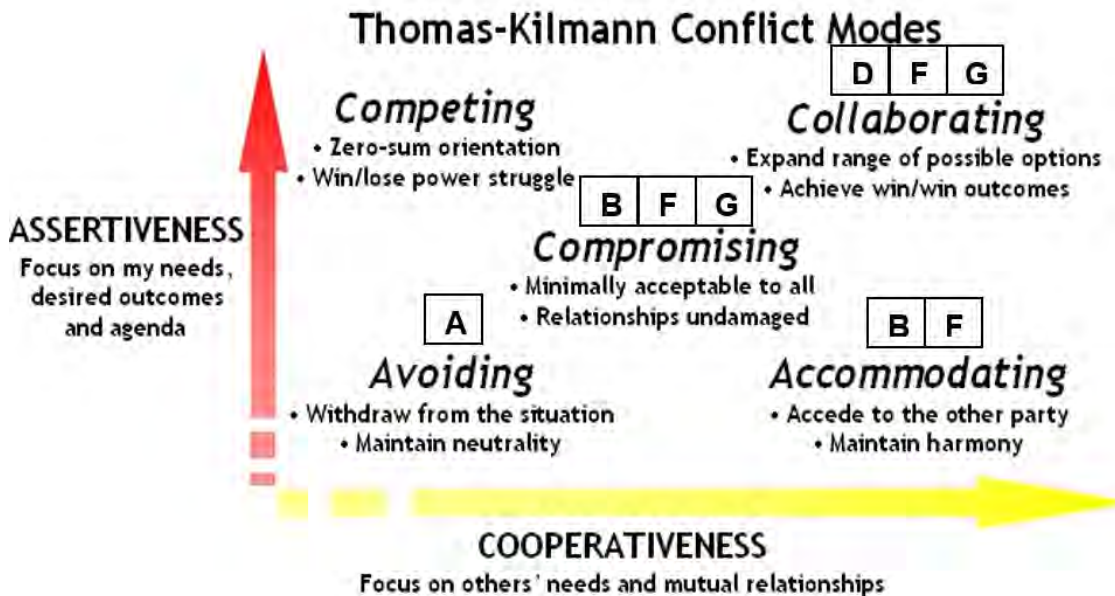 Thomas-Kilmann Conflict Modes
D F G
Competing
Collaborating
• Zero-sum orientation
• Win/lose power struggle
• Expand range of possible options
• Achieve win/win outcomes
B F G
Compromising
• Minimally acceptable to all
• Relationships undamaged
ASSERTIVENESS
Focus on my needs,
desired outcomes
and agenda
A
Avoiding
• Withdraw from the situation
• Maintain neutrality
B F
Accommodating
• Accede to the other party
• Maintain harmony
COOPERATIVENESS
Focus on others' needs and mutual relationships